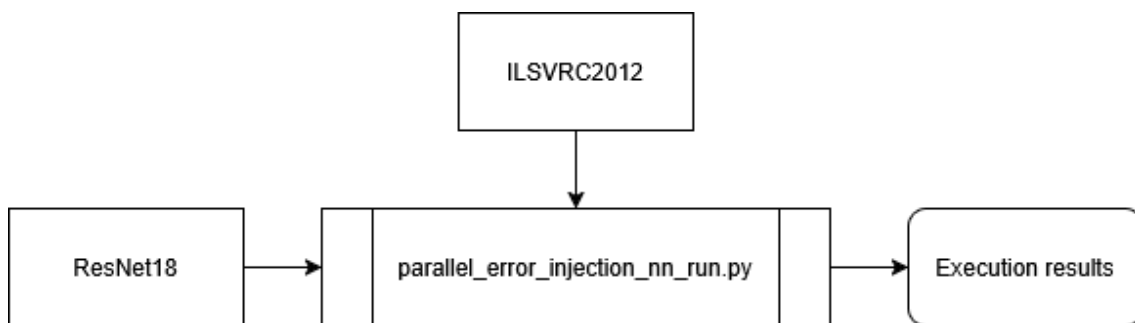 ILSVRC2012
ResNet18
parallel_error_injection_nn_run.py
Execution results